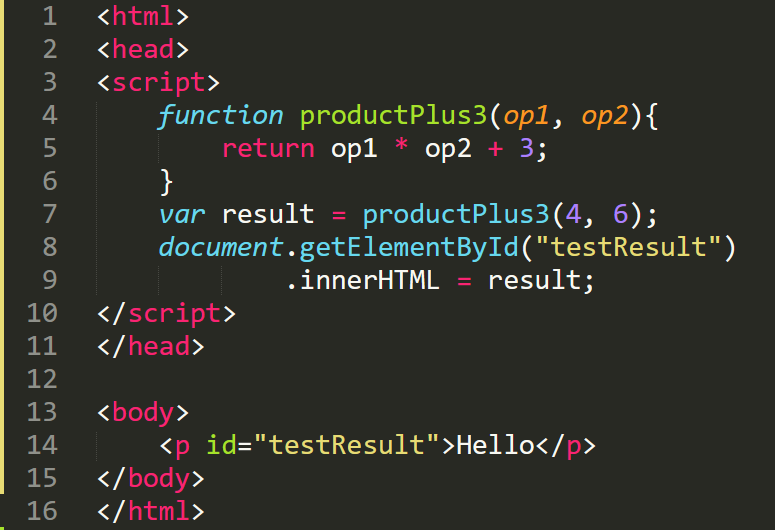 1 <html>
2 <head>
3 <script>
4     function productPlus3(op1, op2){
5         return op1 * op2 + 3;
6     }
7     var result = productPlus3(4, 6);
8     document.getElementById("testResult")
9             .innerHTML = result;
10 </script>
11 </head>
12
13 <body>
14     <p id="testResult">Hello</p>
15 </body>
16 </html>